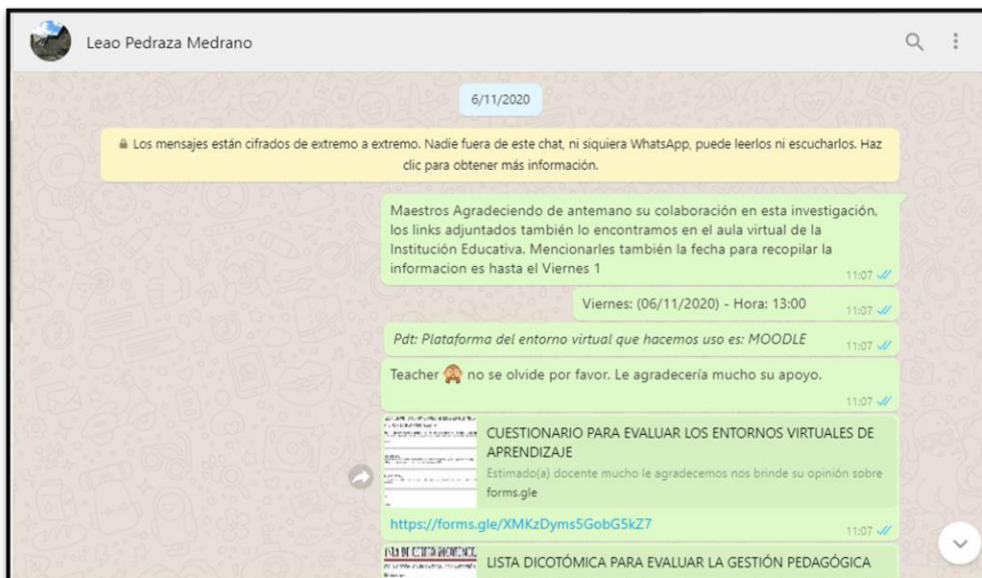 Leao Pedraza Medrano
6/11/2020
Los mensajes están cifrados de extremo a extremo. Nadie fuera de este chat, ni siquiera WhatsApp, puede leerlos ni escucharlos. Haz
clic para obtener más información.
Maestros Agradeciendo de antemano su colaboración en esta investigación,
los links adjuntados también lo encontramos en el aula virtual de la
Institución Educativa. Mencionarles también la fecha para recopilar la
informacion es hasta el Viernes 1
11:07
Viernes: (06/11/2020) - Hora: 13:00
11:07
Pdt: Plataforma del entorno virtual que hacemos uso es: MOODLE
11:07
Teacher 🙈 no se olvide por favor. Le agradecería mucho su apoyo.
11:07
CUESTIONARIO PARA EVALUAR LOS ENTORNOS VIRTUALES DE
APRENDIZAJE
Estimado(a) docente mucho le agradecemos nos brinde su opinión sobre
forms.gle
https://forms.gle/XMKzDyms5GobG5kZ7
11:07
LISTA DICOTÓMICA PARA EVALUAR LA GESTIÓN PEDAGÓGICA